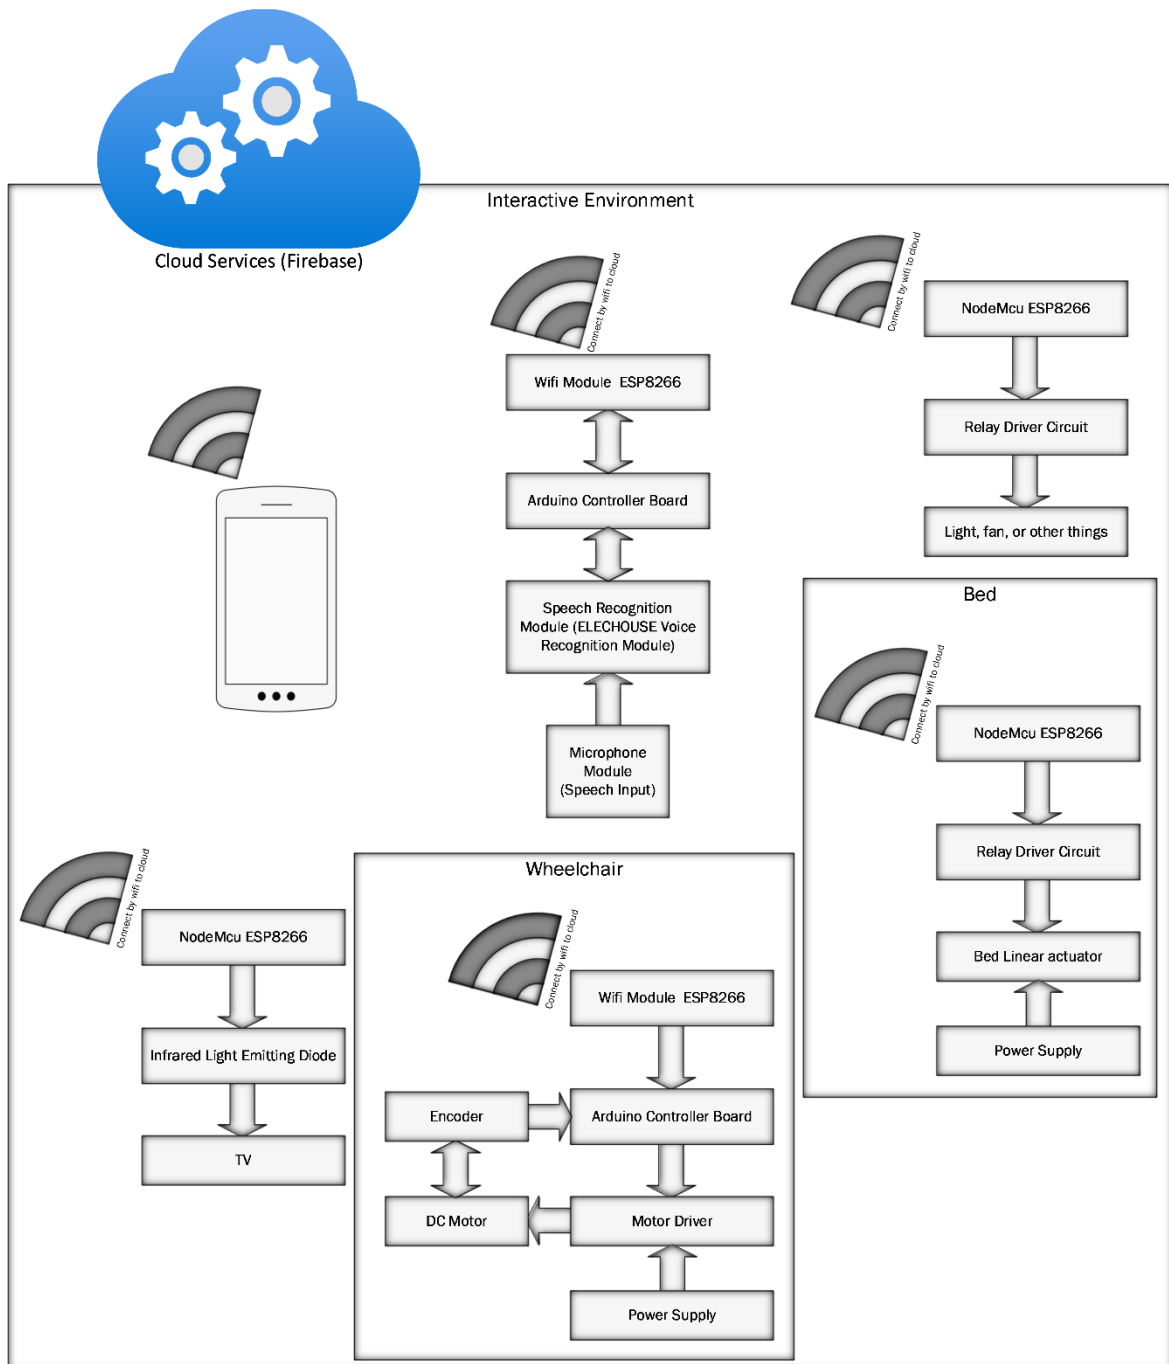 Interactive Environment
Cloud Services (Firebase)
Connect by wifi to cloud
Wifi Module ESP8266
Arduino Controller Board
Speech Recognition
Module (ELECHOUSE Voice
Recognition Module)
Microphone
Module
(Speech Input)
Connect by wifi to cloud
NodeMcu ESP8266
Relay Driver Circuit
Light, fan, or other things
Bed
Connect by wifi to cloud
NodeMcu ESP8266
Relay Driver Circuit
Bed Linear actuator
Power Supply
Connect by wifi to cloud
NodeMcu ESP8266
Infrared Light Emitting Diode
TV
Wheelchair
Connect by wifi to cloud
Wifi Module ESP8266
Encoder
Arduino Controller Board
DC Motor
Motor Driver
Power Supply